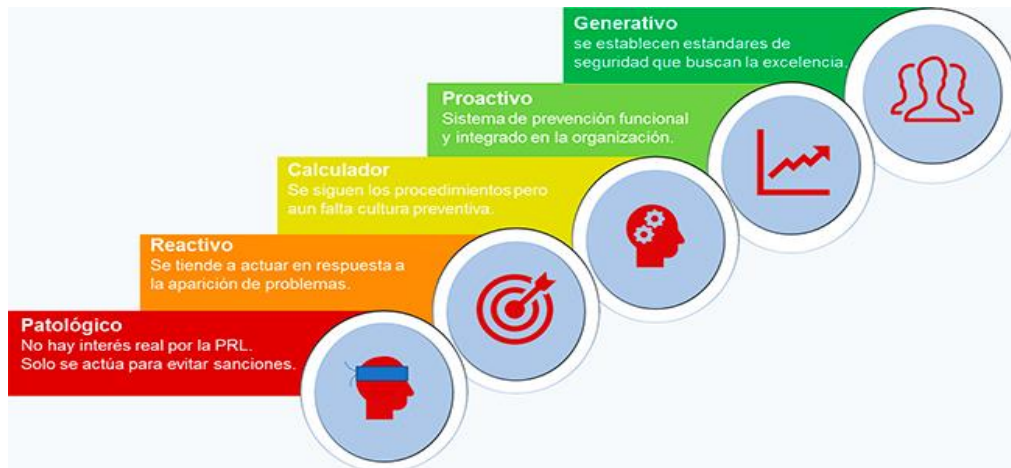 Generativo
se establecen estándares de
seguridad que buscan la excelencia.
Proactivo
Sistema de prevención funcional
y integrado en la organización.
Calculador
Se siguen los procedimientos pero
aun falta cultura preventiva.
Reactivo
Se tiende a actuar en respuesta a
la aparición de problemas.
Patológico
No hay interés real por la PRL.
Solo se actúa para evitar sanciones.